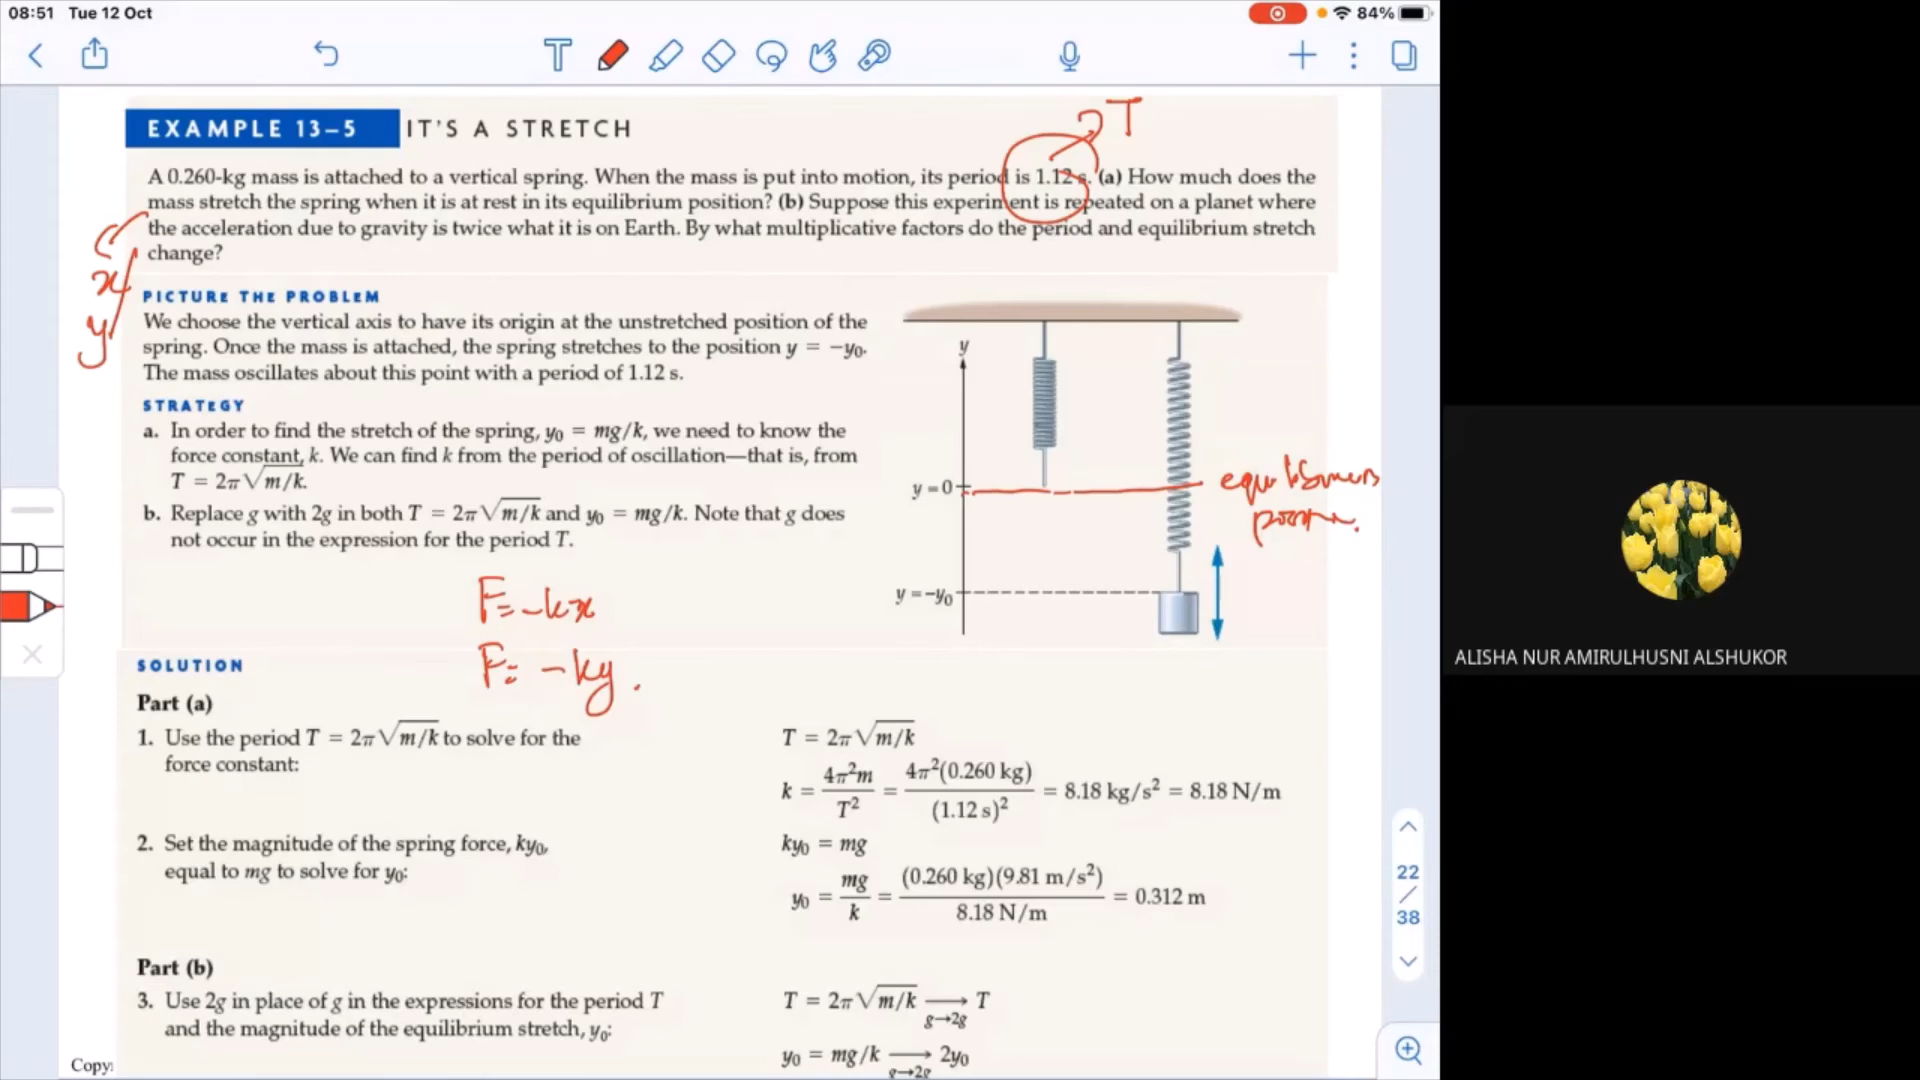 08:51 Tue 12 Oct
84%
EXAMPLE 13–5 IT'S A STRETCH
T
A 0.260-kg mass is attached to a vertical spring. When the mass is put into motion, its period is 1.12 s. (a) How much does the
mass stretch the spring when it is at rest in its equilibrium position? (b) Suppose this experiment is repeated on a planet where
the acceleration due to gravity is twice what it is on Earth. By what multiplicative factors do the period and equilibrium stretch
change?
x
y
PICTURE THE PROBLEM
We choose the vertical axis to have its origin at the unstretched position of the
spring. Once the mass is attached, the spring stretches to the position y = −y₀.
The mass oscillates about this point with a period of 1.12 s.
STRATEGY
a. In order to find the stretch of the spring, y₀ = mg/k, we need to know the
force constant, k. We can find k from the period of oscillation—that is, from
T = 2π√m/k.
b. Replace g with 2g in both T = 2π√m/k and y₀ = mg/k. Note that g does
not occur in the expression for the period T.
y
y = 0
y = −y₀
F = −kx
F = −ky.
SOLUTION
Part (a)
1. Use the period T = 2π√m/k to solve for the
force constant:
T = 2π√m/k
k = 4π²m / T² = 4π²(0.260 kg) / (1.12 s)² = 8.18 kg/s² = 8.18 N/m
2. Set the magnitude of the spring force, ky₀,
equal to mg to solve for y₀:
ky₀ = mg
y₀ = mg / k = (0.260 kg)(9.81 m/s²) / 8.18 N/m = 0.312 m
Part (b)
3. Use 2g in place of g in the expressions for the period T
and the magnitude of the equilibrium stretch, y₀:
T = 2π√m/k ⟶ T
g→2g
y₀ = mg/k ⟶ 2y₀
g→2g
Copy
22
/
38
ALISHA NUR AMIRULHUSNI ALSHUKOR